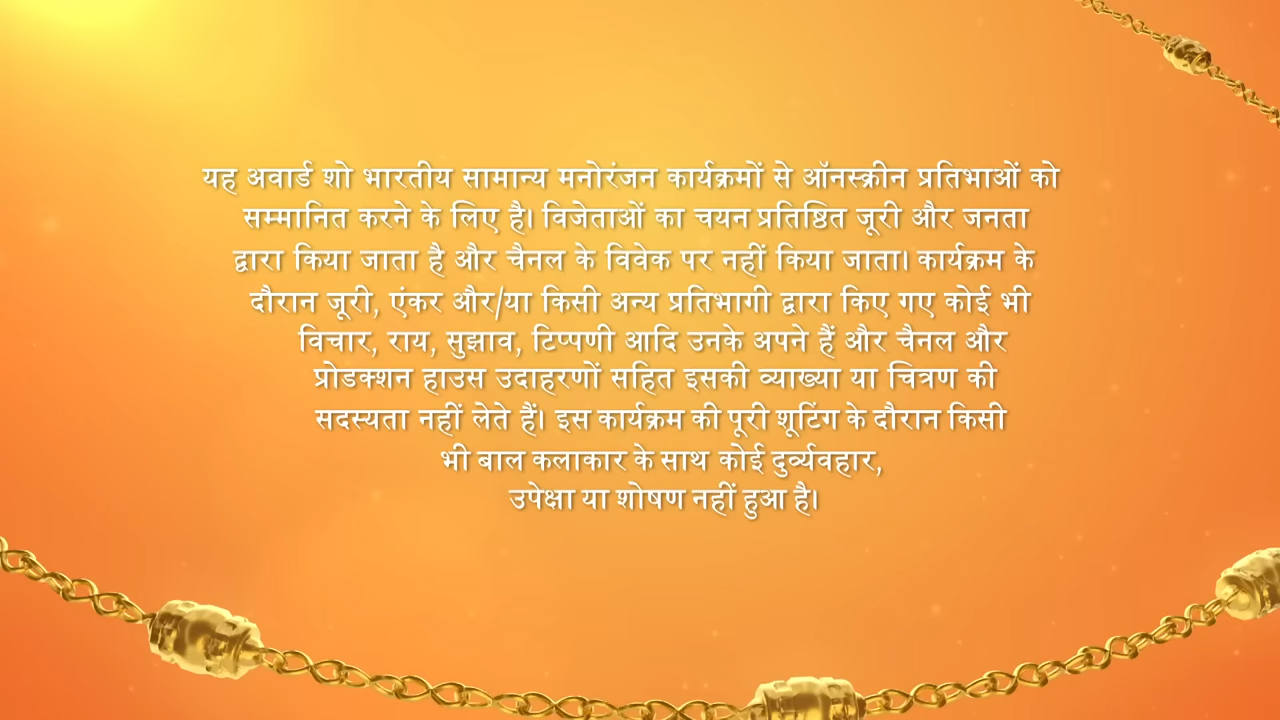 यह अवार्ड शो भारतीय सामान्य मनोरंजन कार्यक्रमों से ऑनस्क्रीन प्रतिभाओं को
सम्मानित करने के लिए है। विजेताओं का चयन प्रतिष्ठित जूरी और जनता
द्वारा किया जाता है और चैनल के विवेक पर नहीं किया जाता। कार्यक्रम के
दौरान जूरी, एंकर और/या किसी अन्य प्रतिभागी द्वारा किए गए कोई भी
विचार, राय, सुझाव, टिप्पणी आदि उनके अपने हैं और चैनल और
प्रोडक्शन हाउस उदाहरणों सहित इसकी व्याख्या या चित्रण की
सदस्यता नहीं लेते हैं। इस कार्यक्रम की पूरी शूटिंग के दौरान किसी
भी बाल कलाकार के साथ कोई दुर्व्यवहार,
उपेक्षा या शोषण नहीं हुआ है।